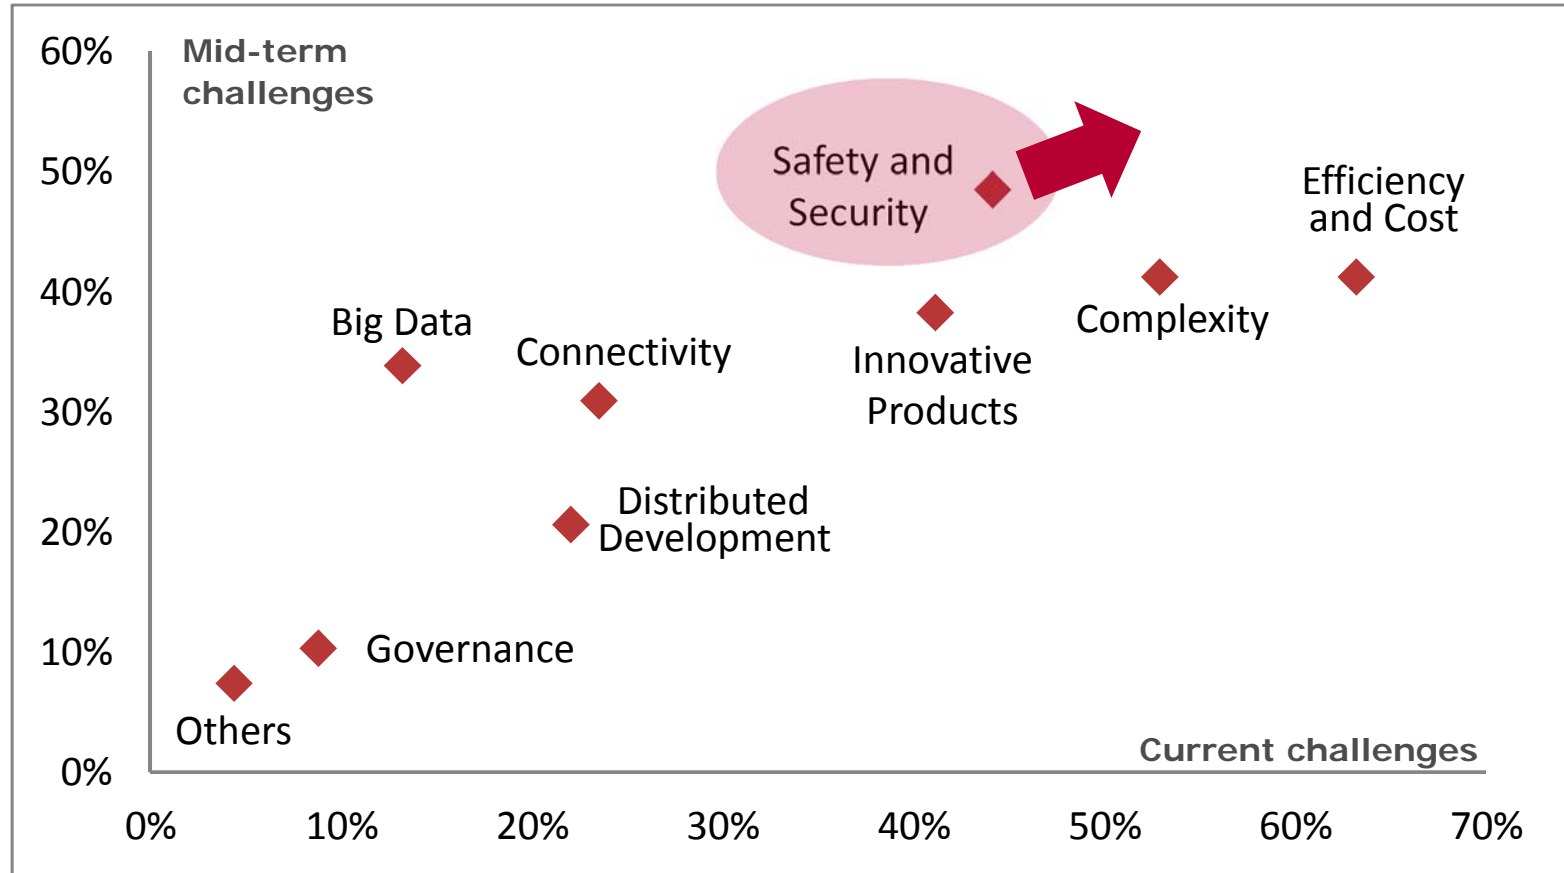 60%
Mid-term
challenges
50%
Safety and
Security
Efficiency
and Cost
40%
Big Data
Connectivity
Innovative
Products
Complexity
30%
Distributed
Development
20%
10%
Governance
Others
Current challenges
0%
0% 10% 20% 30% 40% 50% 60% 70%